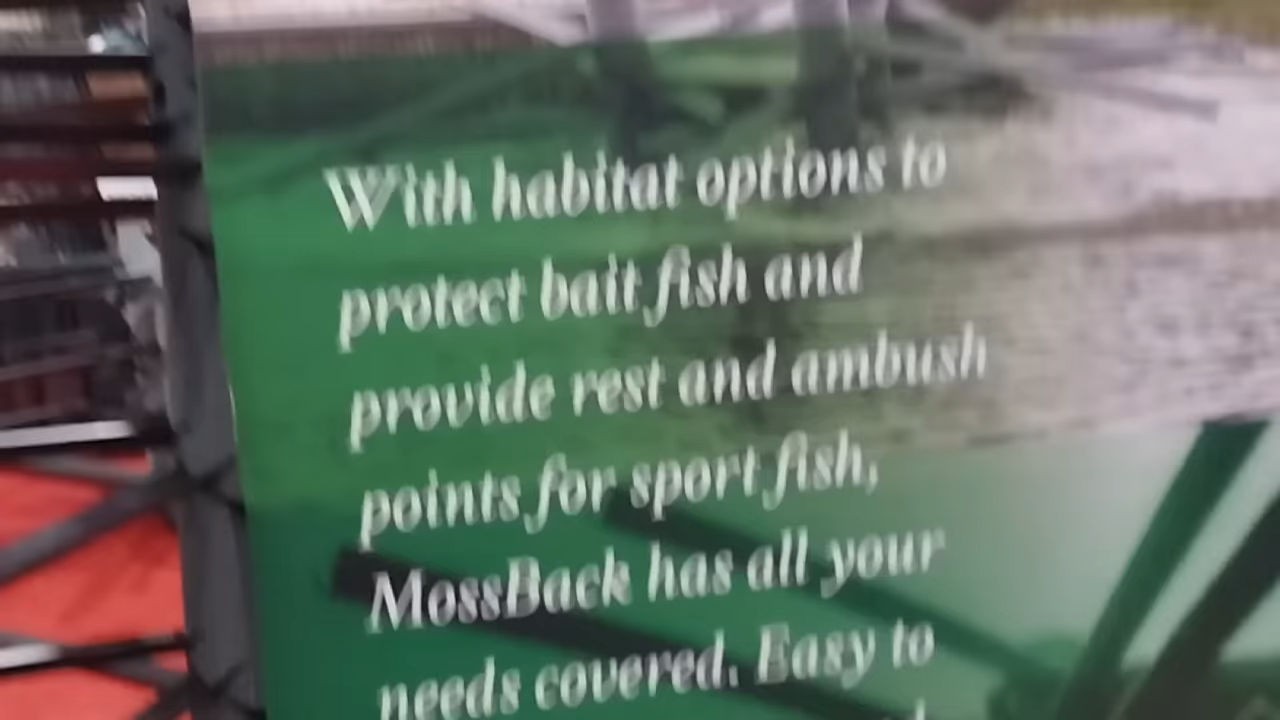 With habitat options to
protect bait fish and
provide rest and ambush
points for sport fish,
MossBack has all your
needs covered. Easy to